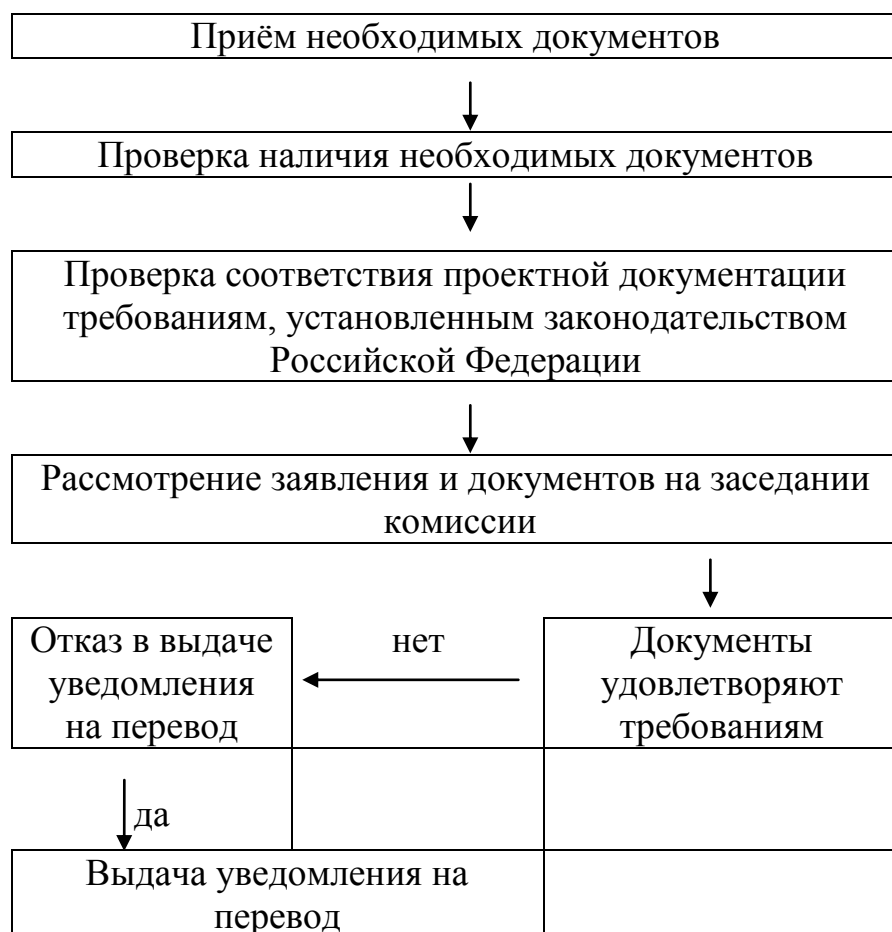 Приём необходимых документов
Проверка наличия необходимых документов
Проверка соответствия проектной документации
требованиям, установленным законодательством
Российской Федерации
Рассмотрение заявления и документов на заседании
комиссии
Отказ в выдаче
уведомления
на перевод
нет
Документы
удовлетворяют
требованиям
да
Выдача уведомления на
перевод